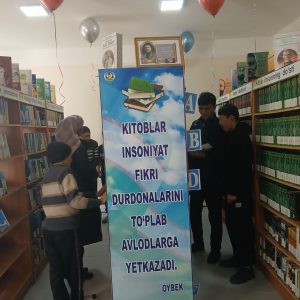 KITOBLAR
INSONIYAT
FIKRI
DURDONALARINI
TO'PLAB
AVLODLARGA
YETKAZADI.
OYBEK